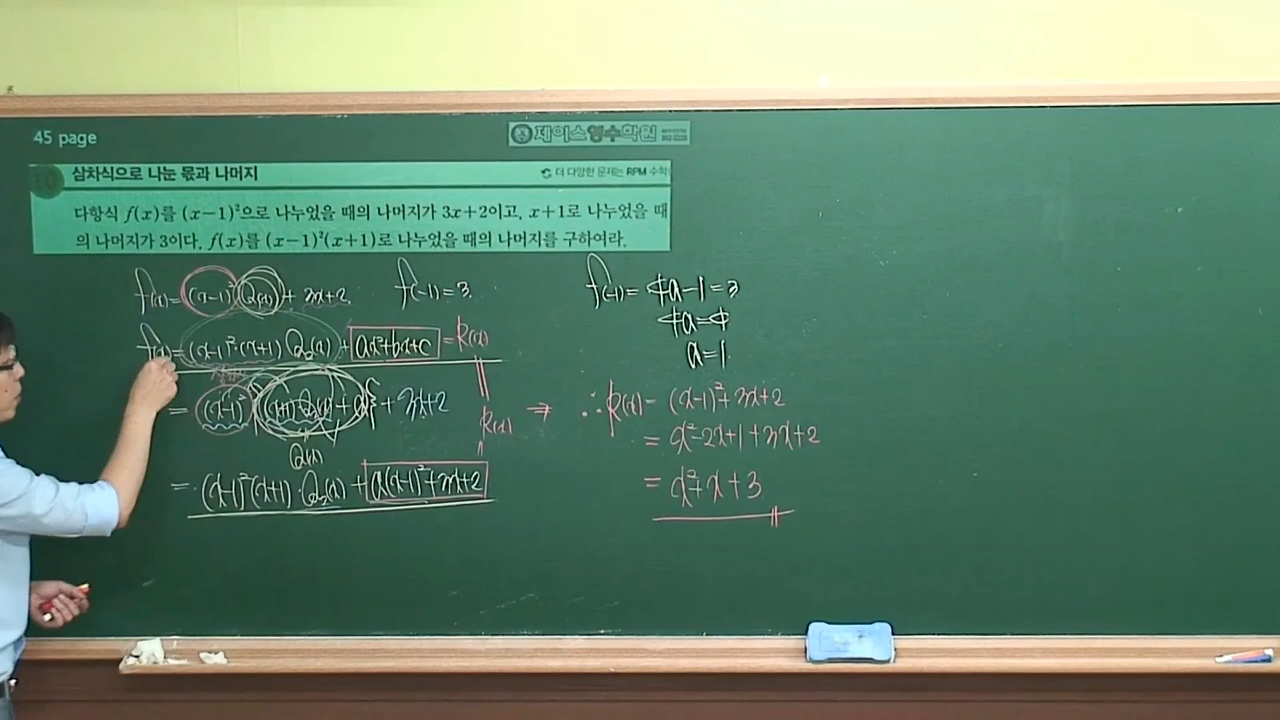 45 page
제이스영수학원
삼차식으로 나눈 몫과 나머지
더 다양한 문제는 RPM 수학
다항식 f(x)를 (x-1)²으로 나누었을 때의 나머지가 3x+2이고, x+1로 나누었을 때
의 나머지가 3이다. f(x)를 (x-1)²(x+1)로 나누었을 때의 나머지를 구하여라.
f(x)=(x-1)² Q(x)+3x+2. f(-1)=3.
f(x)=(x-1)²·(x+1) Q₂(x)+ax²+bx+c=R(x)
=(x-1)²{(x+1)Q₂(x)+a}+3x+2
Q(x)
R(x)
=(x-1)²(x+1)·Q₂(x)+a(x-1)²+3x+2
f(-1)=4a-1=3
4a=4
a=1.
⇒ ∴R(x)=(x-1)²+3x+2
=x²-2x+1+3x+2
=x²+x+3